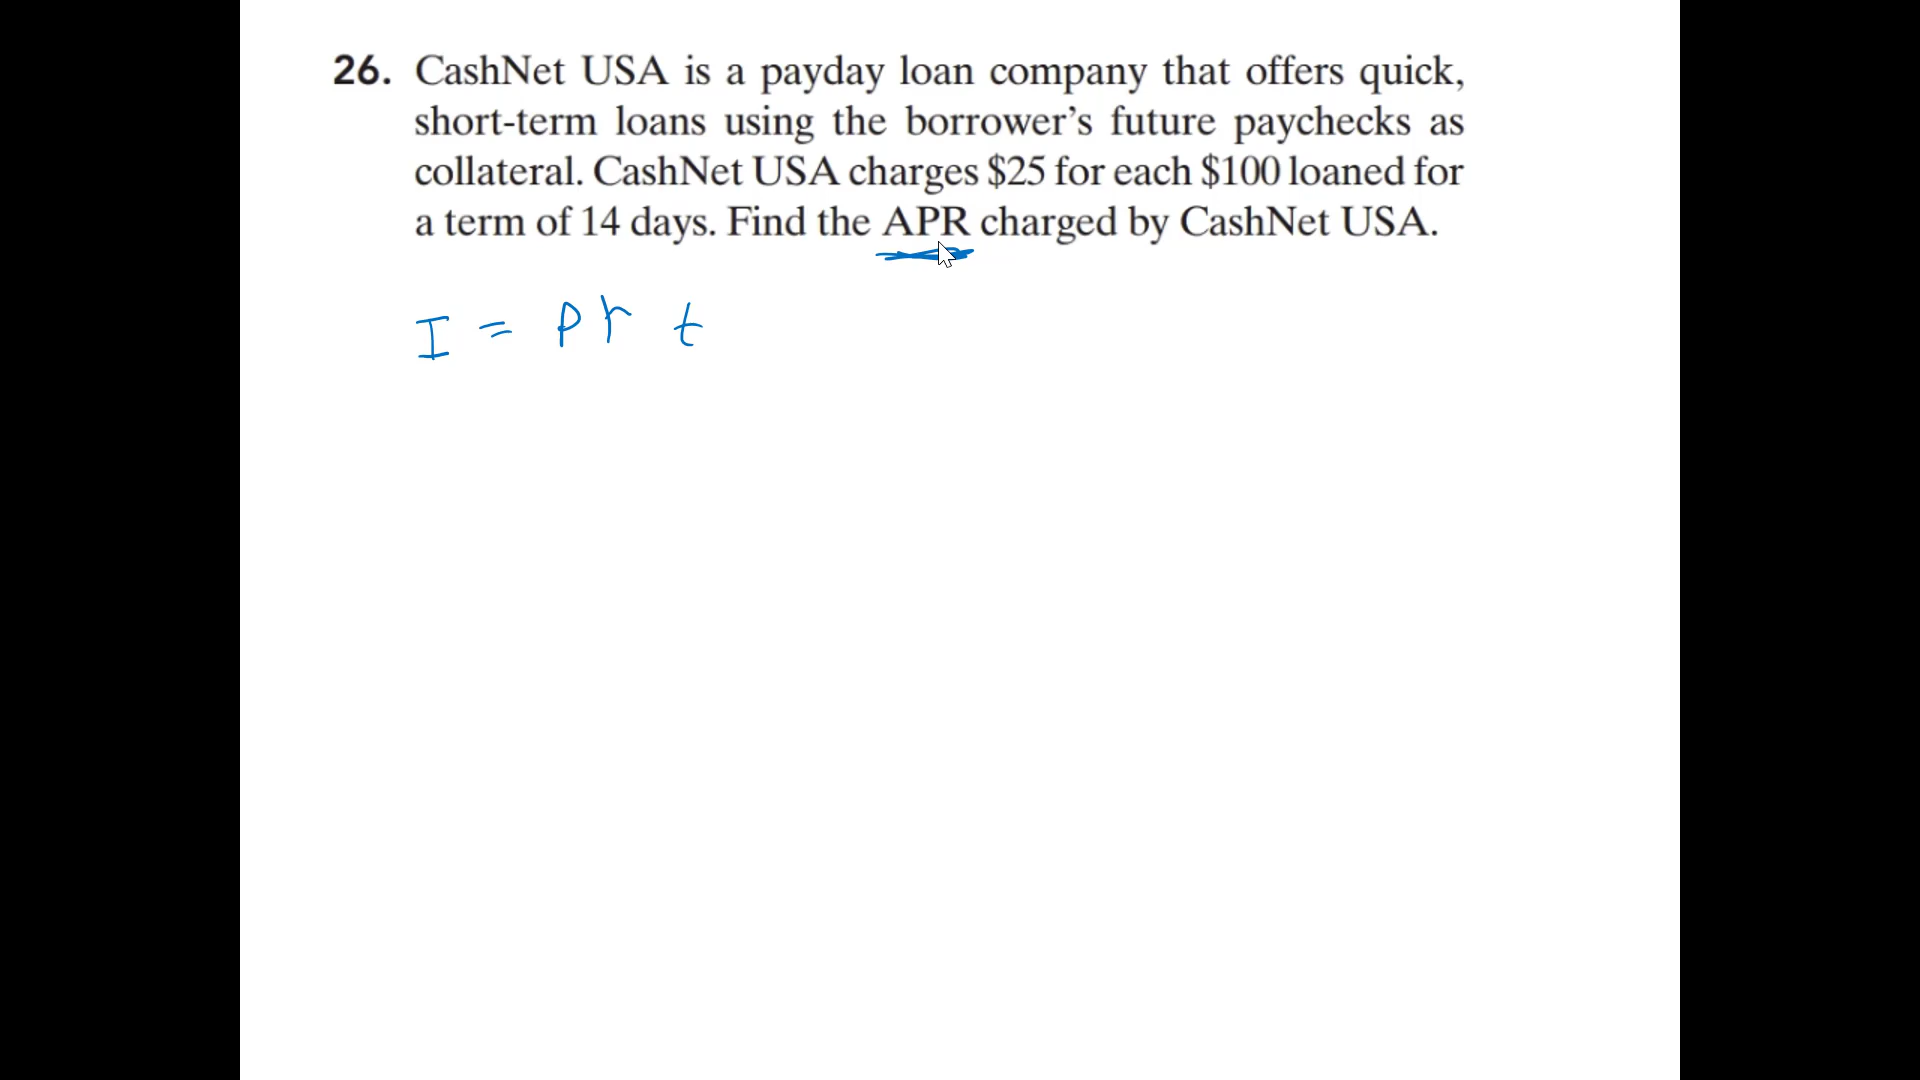 26. CashNet USA is a payday loan company that offers quick,
short-term loans using the borrower’s future paychecks as
collateral. CashNet USA charges $25 for each $100 loaned for
a term of 14 days. Find the APR charged by CashNet USA.
I = p r t